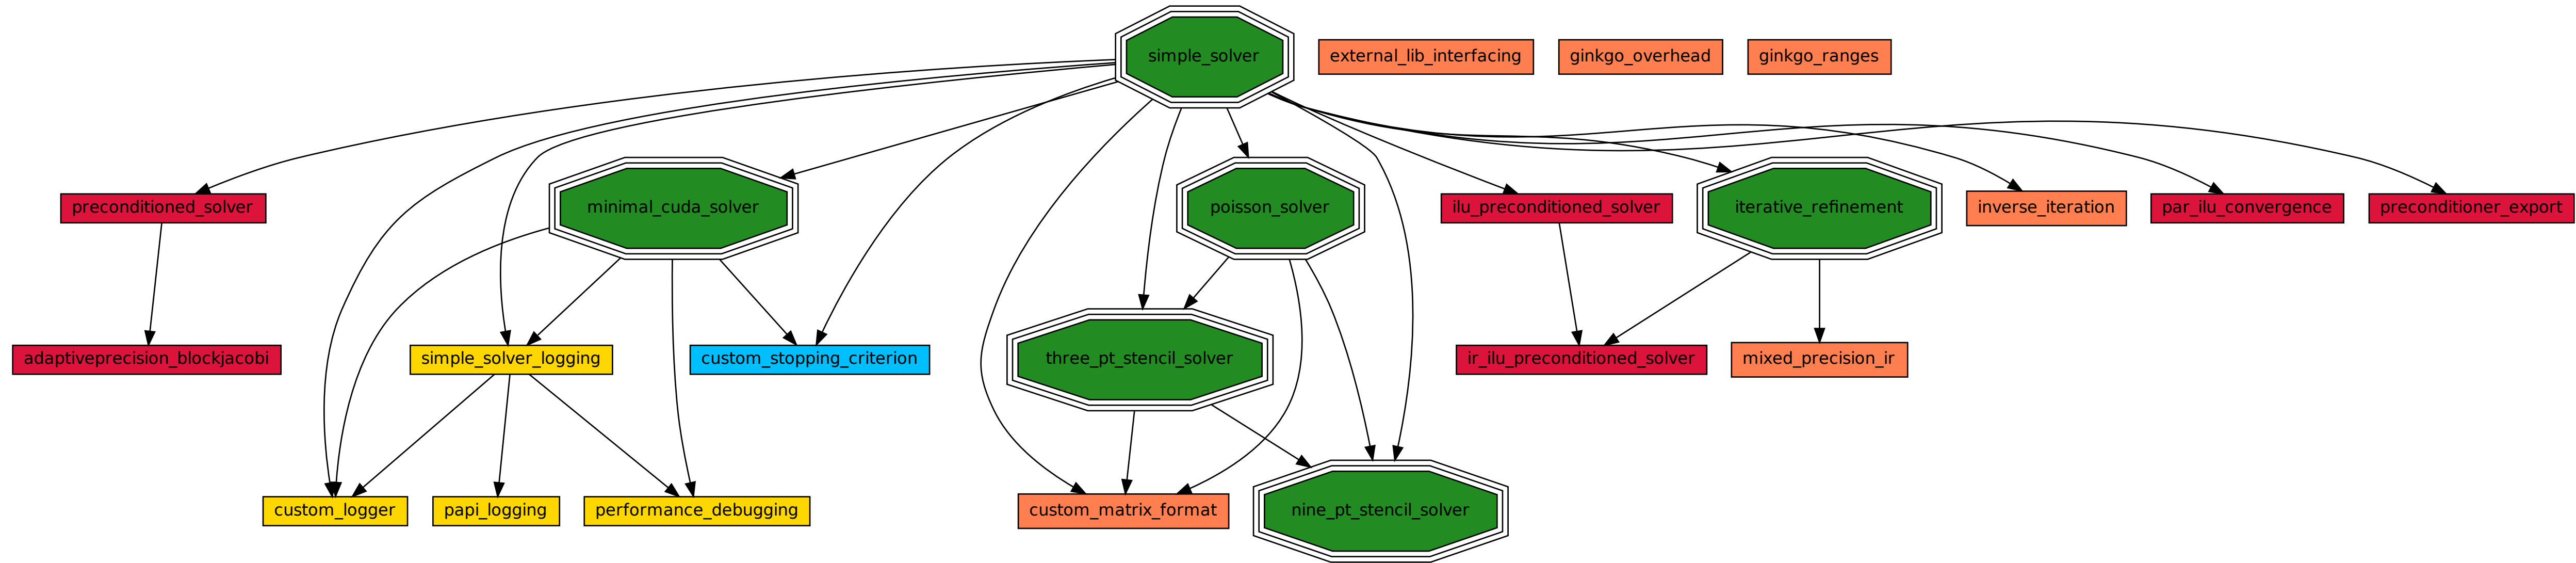 simple_solver
external_lib_interfacing
ginkgo_overhead
ginkgo_ranges
preconditioned_solver
minimal_cuda_solver
poisson_solver
ilu_preconditioned_solver
iterative_refinement
inverse_iteration
par_ilu_convergence
preconditioner_export
adaptiveprecision_blockjacobi
simple_solver_logging
custom_stopping_criterion
three_pt_stencil_solver
ir_ilu_preconditioned_solver
mixed_precision_ir
custom_logger
papi_logging
performance_debugging
custom_matrix_format
nine_pt_stencil_solver